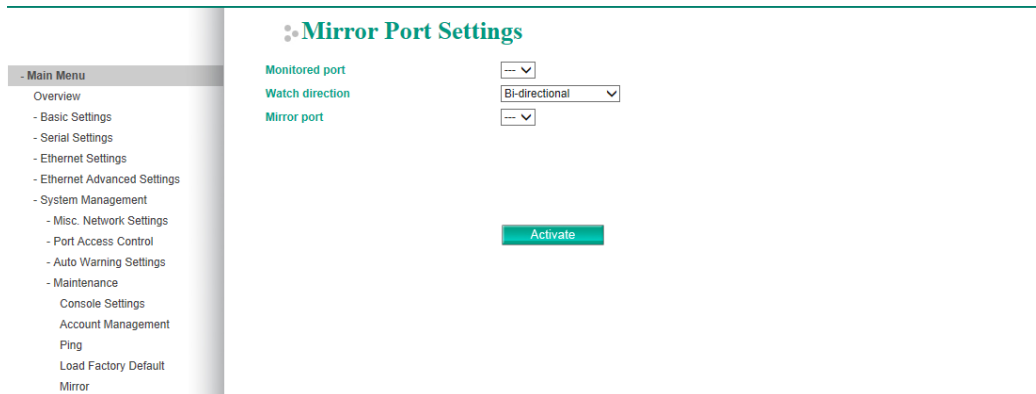 Mirror Port Settings
- Main Menu
Overview
- Basic Settings
- Serial Settings
- Ethernet Settings
- Ethernet Advanced Settings
- System Management
- Misc. Network Settings
- Port Access Control
- Auto Warning Settings
- Maintenance
Console Settings
Account Management
Ping
Load Factory Default
Mirror
Monitored port ---
Watch direction Bi-directional
Mirror port ---
Activate